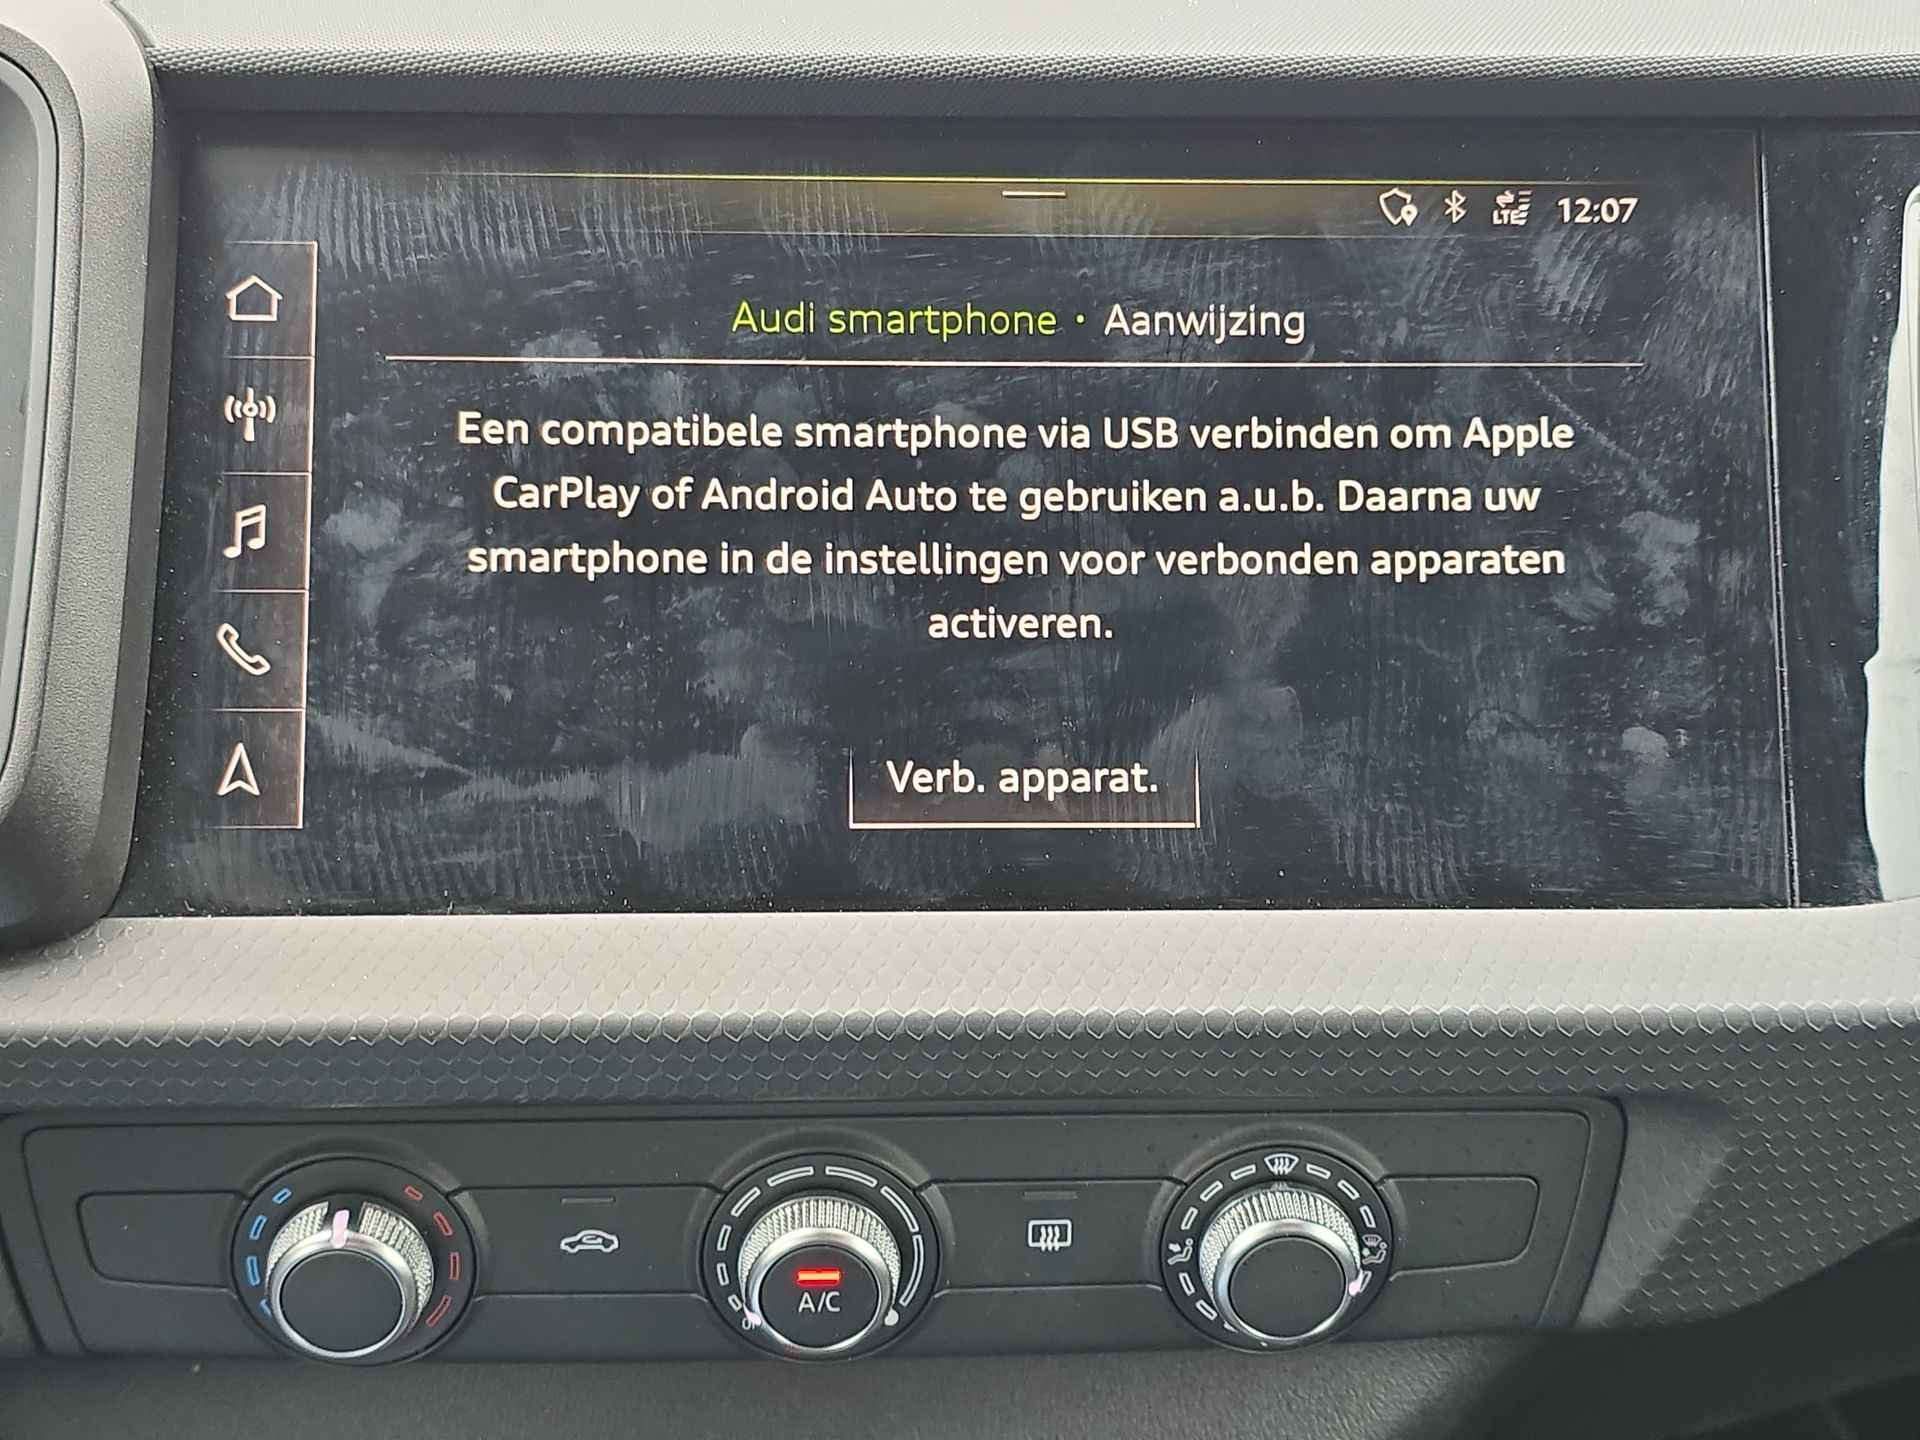 LTE 12:07
Audi smartphone · Aanwijzing
Een compatibele smartphone via USB verbinden om Apple
CarPlay of Android Auto te gebruiken a.u.b. Daarna uw
smartphone in de instellingen voor verbonden apparaten
activeren.
Verb. apparat.
A/C